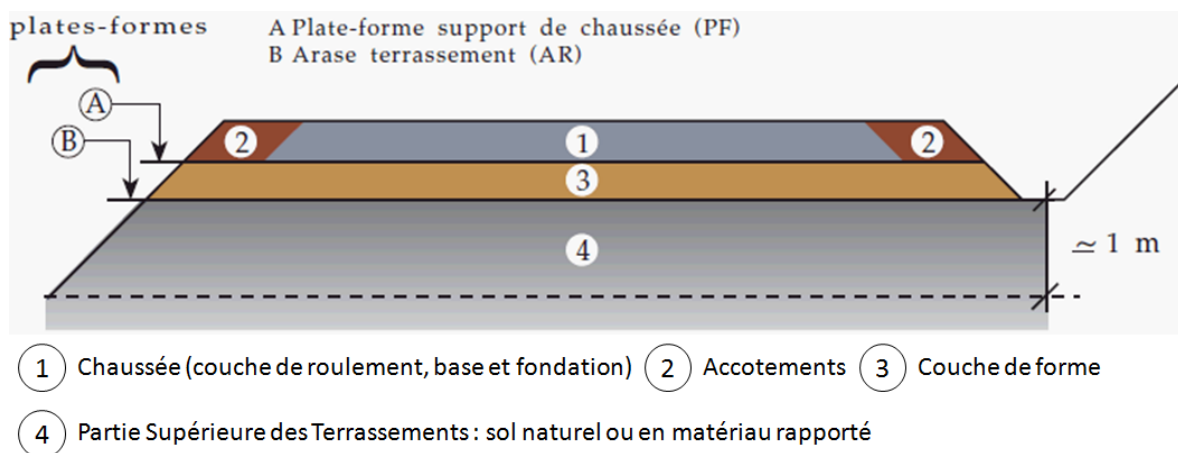 plates-formes
A Plate-forme support de chaussée (PF)
B Arase terrassement (AR)
A
B
2
1
2
3
4
≃ 1 m
1 Chaussée (couche de roulement, base et fondation) 2 Accotements 3 Couche de forme
4 Partie Supérieure des Terrassements : sol naturel ou en matériau rapporté